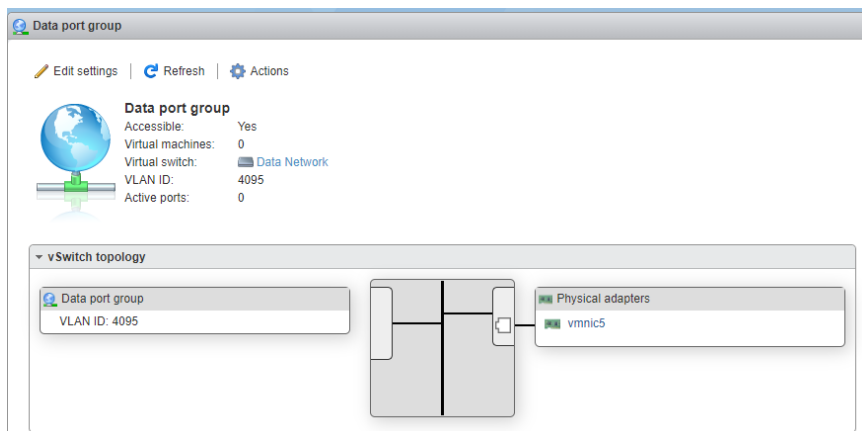 Data port group
Edit settings Refresh Actions
Data port group
Accessible: Yes
Virtual machines: 0
Virtual switch: Data Network
VLAN ID: 4095
Active ports: 0
vSwitch topology
Data port group
VLAN ID: 4095
Physical adapters
vmnic5